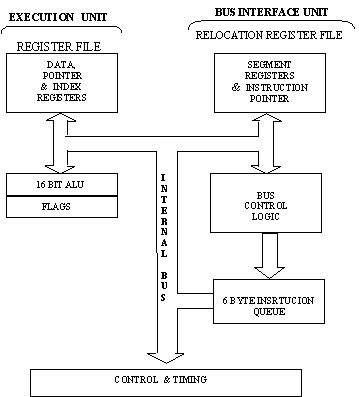 EXECUTION UNIT
REGISTER FILE
DATA,
POINTER
& INDEX
REGISTERS
16 BIT ALU
FLAGS
BUS INTERFACE UNIT
RELOCATION REGISTER FILE
SEGMENT
REGISTERS
& INSTRUCTION
POINTER
BUS
CONTROL
LOGIC
6 BYTE INSRTUCION
QUEUE
INTERNAL BUS
CONTROL & TIMING